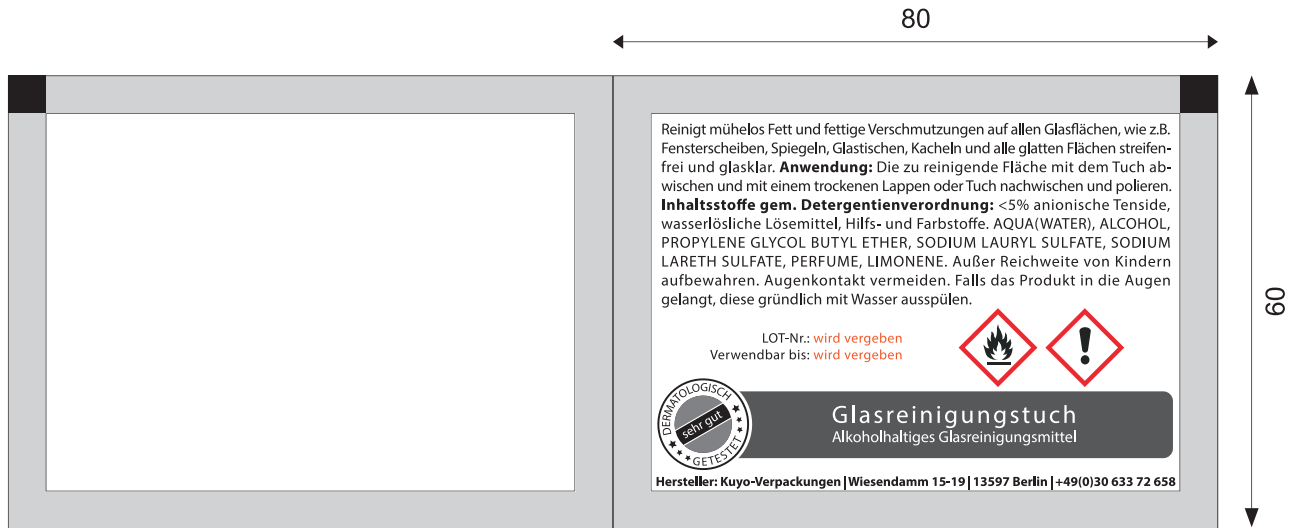 80
Reinigt mühelos Fett und fettige Verschmutzungen auf allen Glasflächen, wie z.B.
Fensterscheiben, Spiegeln, Glastischen, Kacheln und alle glatten Flächen streifen-
frei und glasklar. Anwendung: Die zu reinigende Fläche mit dem Tuch ab-
wischen und mit einem trockenen Lappen oder Tuch nachwischen und polieren.
Inhaltsstoffe gem. Detergentienverordnung: <5% anionische Tenside,
wasserlösliche Lösemittel, Hilfs- und Farbstoffe. AQUA(WATER), ALCOHOL,
PROPYLENE GLYCOL BUTYL ETHER, SODIUM LAURYL SULFATE, SODIUM
LARETH SULFATE, PERFUME, LIMONENE. Außer Reichweite von Kindern
aufbewahren. Augenkontakt vermeiden. Falls das Produkt in die Augen
gelangt, diese gründlich mit Wasser ausspülen.
60
LOT-Nr.: wird vergeben
Verwendbar bis: wird vergeben
DERMATOLOGISCH
sehr gut
GETESTET
Glasreinigungstuch
Alkoholhaltiges Glasreinigungsmittel
Hersteller: Kuyo-Verpackungen|Wiesendamm 15-19|13597 Berlin|+49(0)30 633 72 658